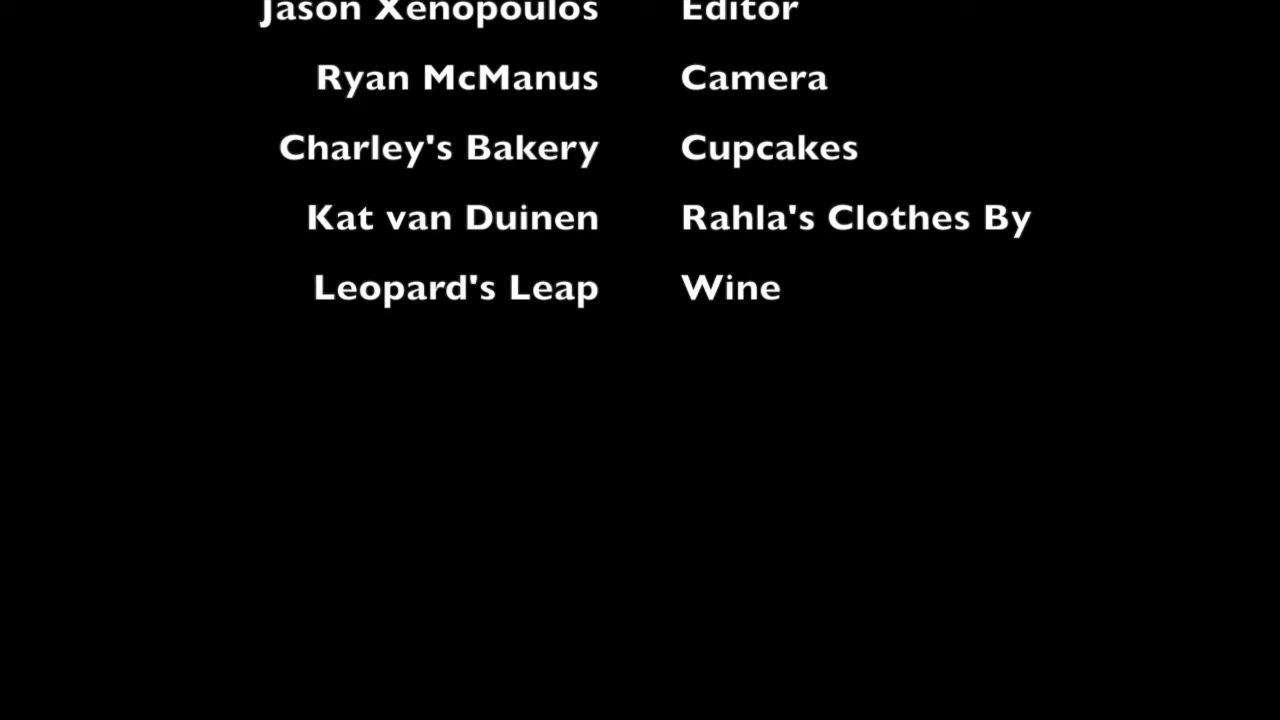 Jason Xenopoulos Editor
Ryan McManus Camera
Charley's Bakery Cupcakes
Kat van Duinen Rahla's Clothes By
Leopard's Leap Wine